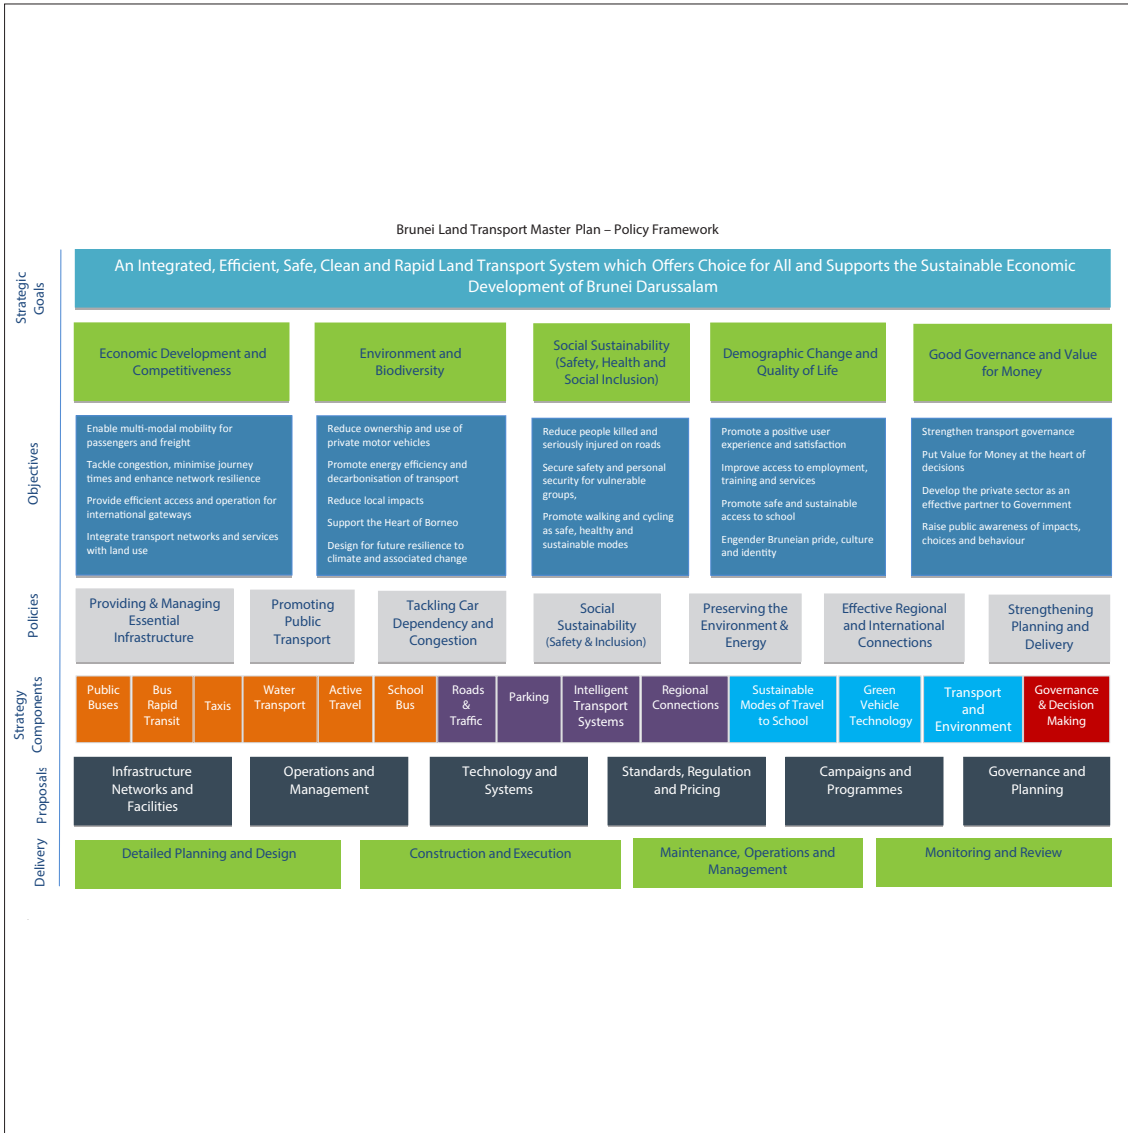 Brunei Land Transport Master Plan – Policy Framework
Strategic
Goals
An Integrated, Efficient, Safe, Clean and Rapid Land Transport System which Offers Choice for All and Supports the Sustainable Economic
Development of Brunei Darussalam
Economic Development and
Competitiveness
Environment and
Biodiversity
Social Sustainability
(Safety, Health and
Social Inclusion)
Demographic Change and
Quality of Life
Good Governance and Value
for Money
Objectives
Enable multi-modal mobility for
passengers and freight
Tackle congestion, minimise journey
times and enhance network resilience
Provide efficient access and operation for
international gateways
Integrate transport networks and services
with land use
Reduce ownership and use of
private motor vehicles
Promote energy efficiency and
decarbonisation of transport
Reduce local impacts
Support the Heart of Borneo
Design for future resilience to
climate and associated change
Reduce people killed and
seriously injured on roads
Secure safety and personal
security for vulnerable
groups,
Promote walking and cycling
as safe, healthy and
sustainable modes
Promote a positive user
experience and satisfaction
Improve access to employment,
training and services
Promote safe and sustainable
access to school
Engender Bruneian pride, culture
and identity
Strengthen transport governance
Put Value for Money at the heart of
decisions
Develop the private sector as an
effective partner to Government
Raise public awareness of impacts,
choices and behaviour
Policies
Providing & Managing
Essential
Infrastructure
Promoting
Public
Transport
Tackling Car
Dependency and
Congestion
Social
Sustainability
(Safety & Inclusion)
Preserving the
Environment &
Energy
Effective Regional
and International
Connections
Strengthening
Planning and
Delivery
Strategy
Components
Public
Buses
Bus
Rapid
Transit
Taxis
Water
Transport
Active
Travel
School
Bus
Roads
&
Traffic
Parking
Intelligent
Transport
Systems
Regional
Connections
Sustainable
Modes of Travel
to School
Green
Vehicle
Technology
Transport
and
Environment
Governance
& Decision
Making
Proposals
Infrastructure
Networks and
Facilities
Operations and
Management
Technology and
Systems
Standards, Regulation
and Pricing
Campaigns and
Programmes
Governance and
Planning
Delivery
Detailed Planning and Design
Construction and Execution
Maintenance, Operations and
Management
Monitoring and Review